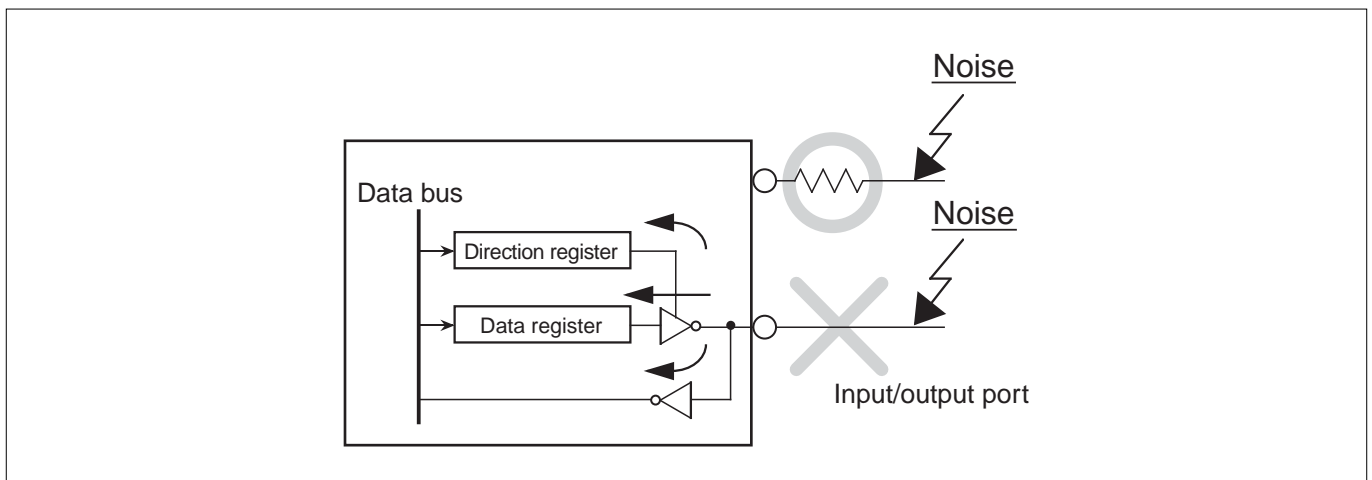 Noise
Data bus
Noise
Direction register
Data register
Input/output port